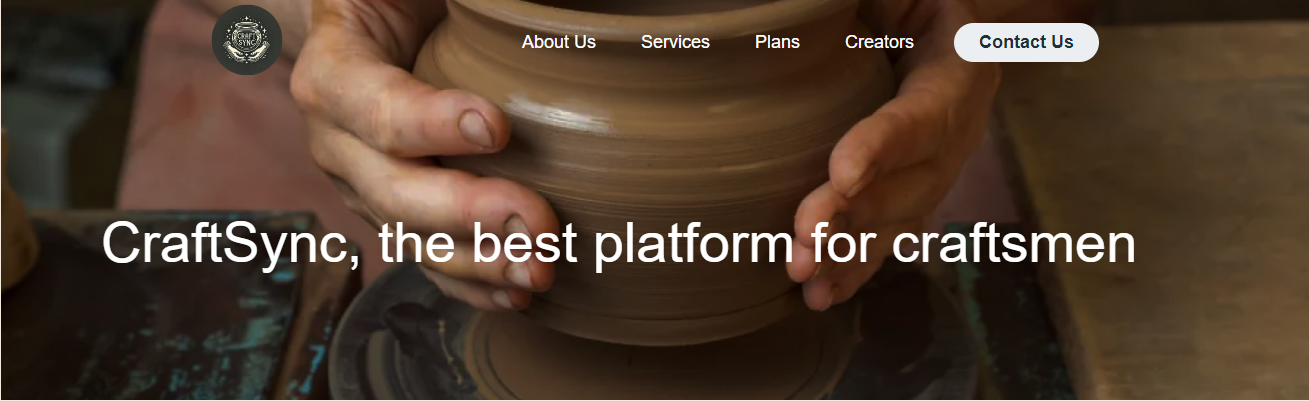 CRAFT
SYNC
About Us
Services
Plans
Creators
Contact Us
CraftSync, the best platform for craftsmen